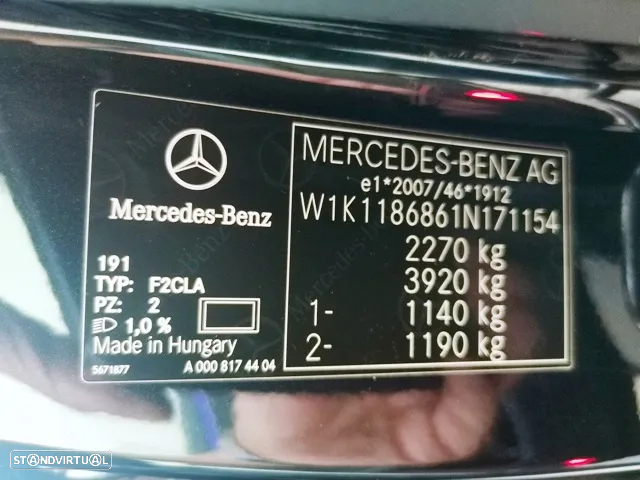 Mercedes-Benz
191
TYP: F2CLA
PZ: 2
1,0 %
Made in Hungary
5671877
A 000 817 44 04
MERCEDES-BENZ AG
e1*2007/46*1912
W1K1186861N171154
2270 kg
3920 kg
1- 1140 kg
2- 1190 kg
STANDVIRTUAL